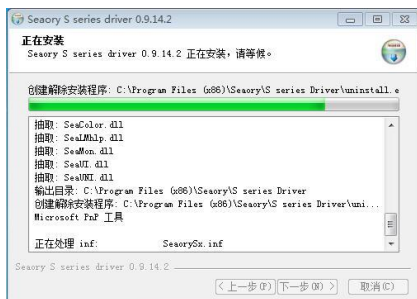 Seaory S series driver 0.9.14.2
正在安装
Seaory S series driver 0.9.14.2 正在安装，请等候。
创建解除安装程序: C:\Program Files (x86)\Seaory\S series Driver\uninstall.e
抽取: SeaColor.dll
抽取: SeaLMhlp.dll
抽取: SeaMon.dll
抽取: SeaUI.dll
抽取: SeaUNI.dll
输出目录: C:\Program Files (x86)\Seaory\S series Driver
创建解除安装程序: C:\Program Files (x86)\Seaory\S series Driver\uni...
Microsoft PnP 工具
正在处理 inf: SeaorySx.inf
Seaory S series driver 0.9.14.2
< 上一步(P) 下一步(N) > 取消(C)